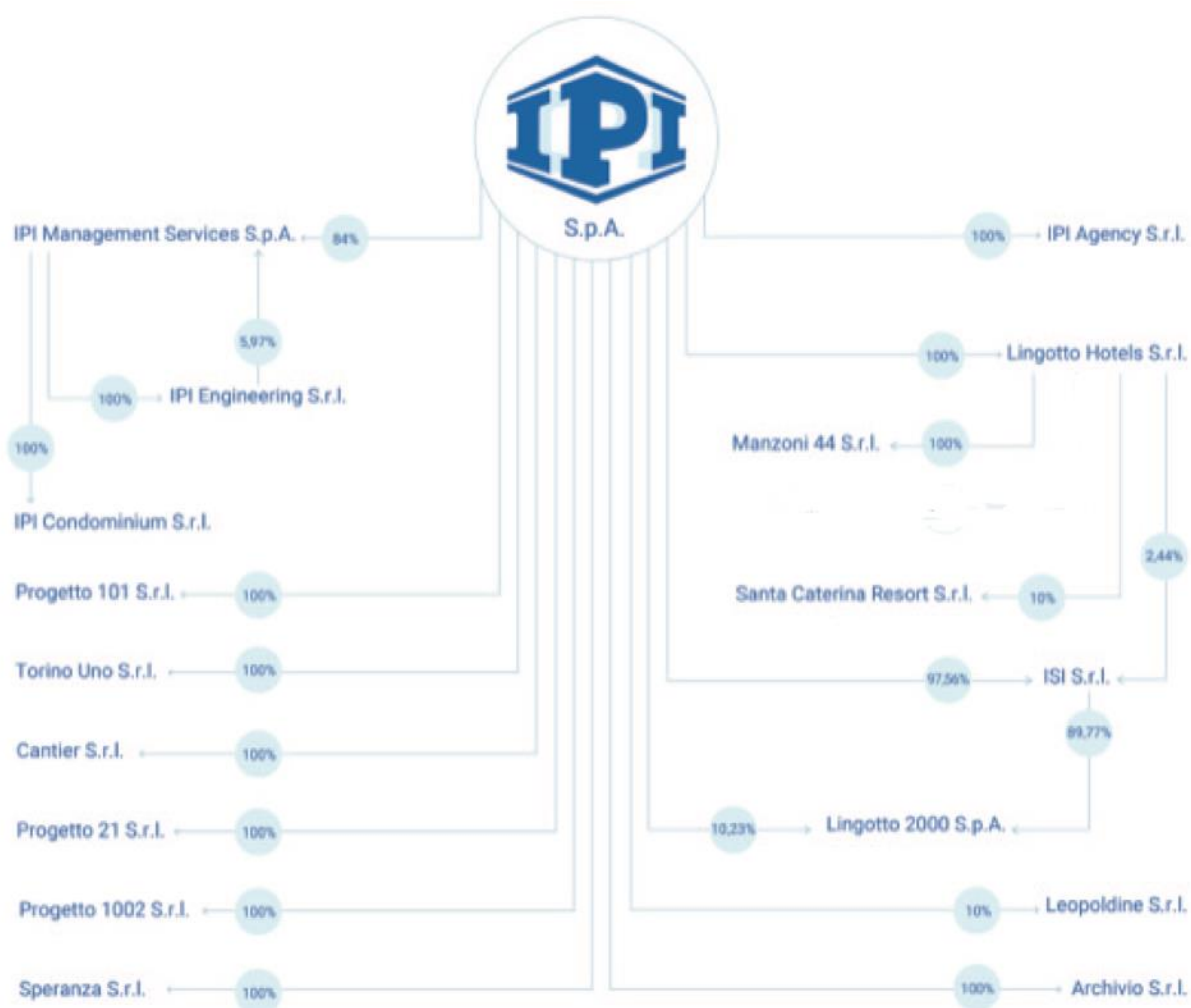 IPI
S.p.A.
IPI Management Services S.p.A.
84%
100%
IPI Agency S.r.l.
5,97%
100%
Lingotto Hotels S.r.l.
100%
IPI Engineering S.r.l.
100%
Manzoni 44 S.r.l.
100%
IPI Condominium S.r.l.
2,44%
Progetto 101 S.r.l.
100%
Santa Caterina Resort S.r.l.
10%
Torino Uno S.r.l.
100%
97,56%
ISI S.r.l.
89,77%
Cantier S.r.l.
100%
Progetto 21 S.r.l.
100%
10,23%
Lingotto 2000 S.p.A.
Progetto 1002 S.r.l.
100%
10%
Leopoldine S.r.l.
Speranza S.r.l.
100%
100%
Archivio S.r.l.